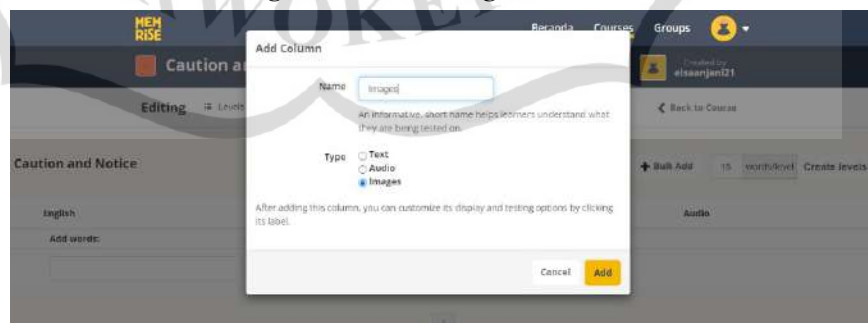 MEM
RiSE
Beranda Courses Groups
Add Column
Caution a
Created by
elsaanjani21
Name Images
An informative, short name helps learners understand what
they are being tested on.
Editing Levels
Back to Course
Type Text
Audio
Images
Caution and Notice
Bulk Add 15 words/level Create levels
After adding this column, you can customize its display and testing options by clicking
its label.
English Audio
Add words:
Cancel Add